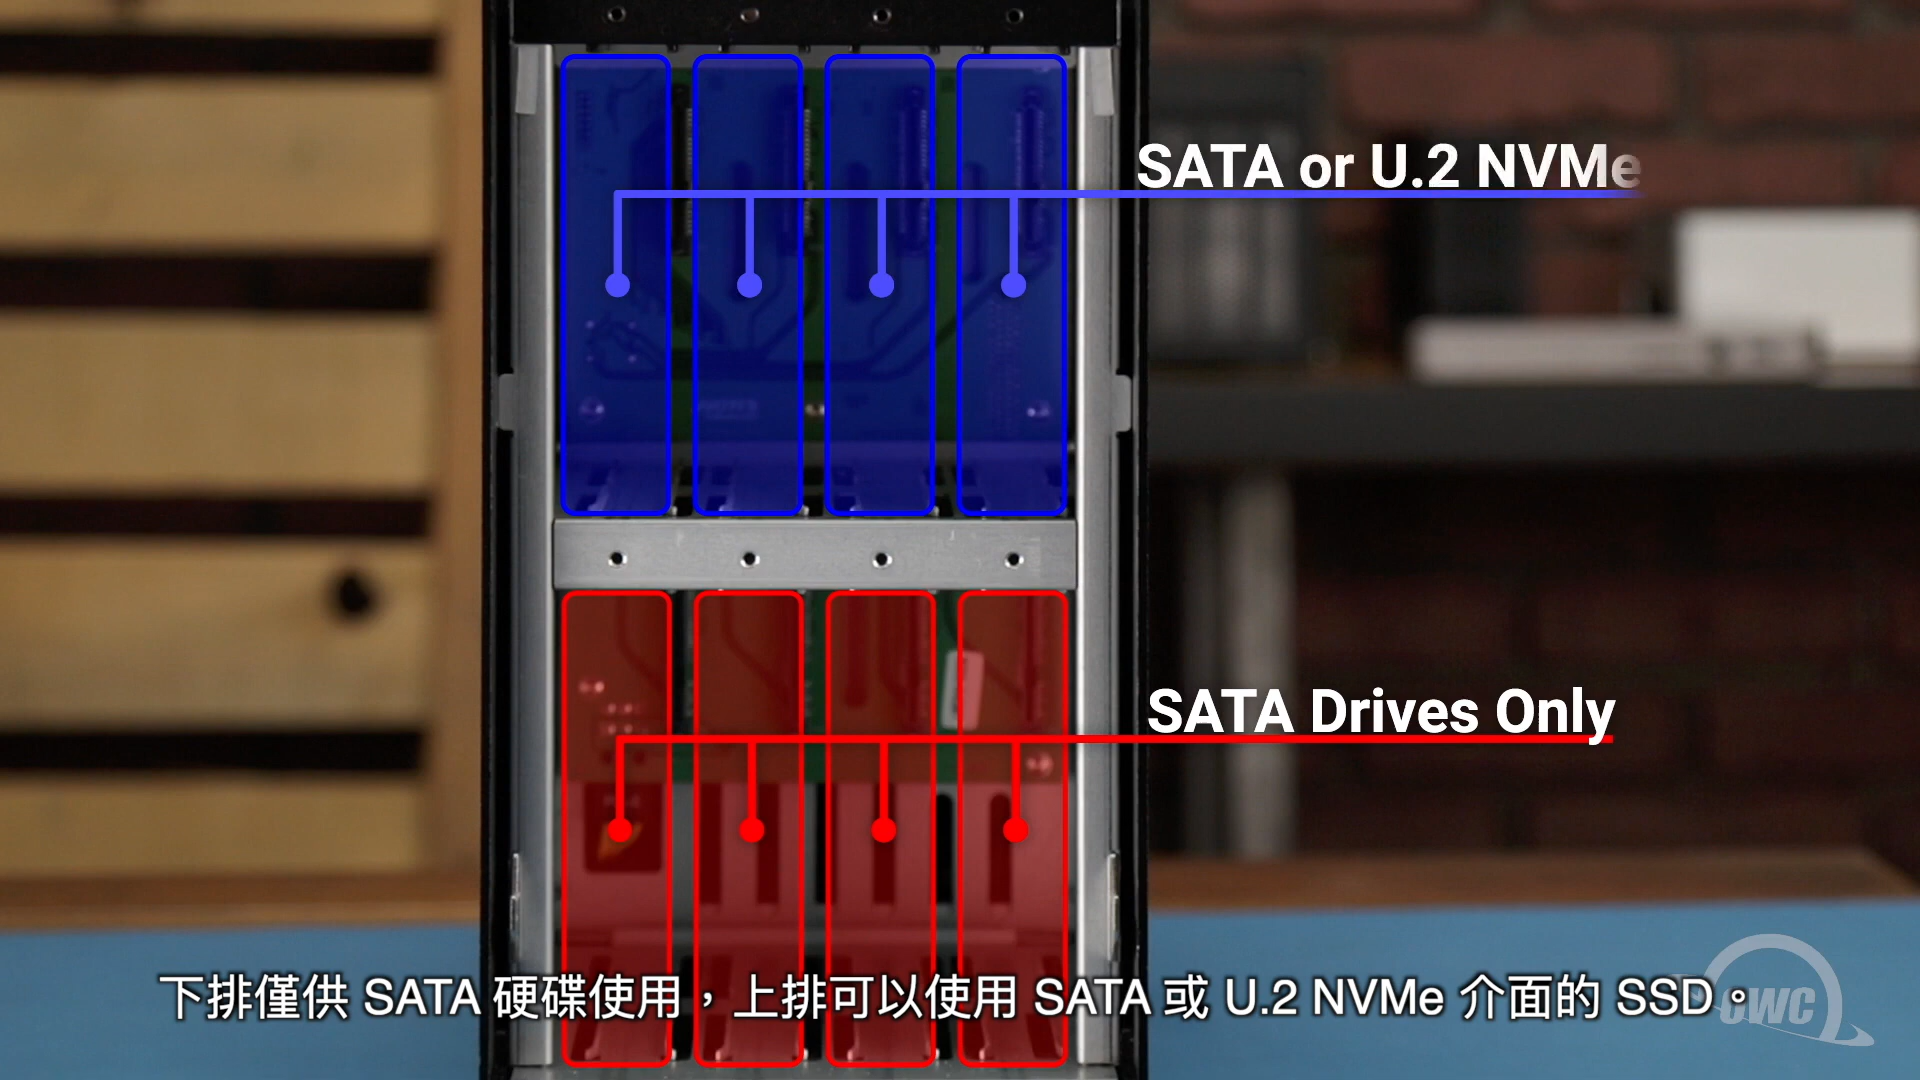 SATA or U.2 NVMe
SATA Drives Only
下排僅供 SATA 硬碟使用，上排可以使用 SATA 或 U.2 NVMe 介面的 SSD。
OWC